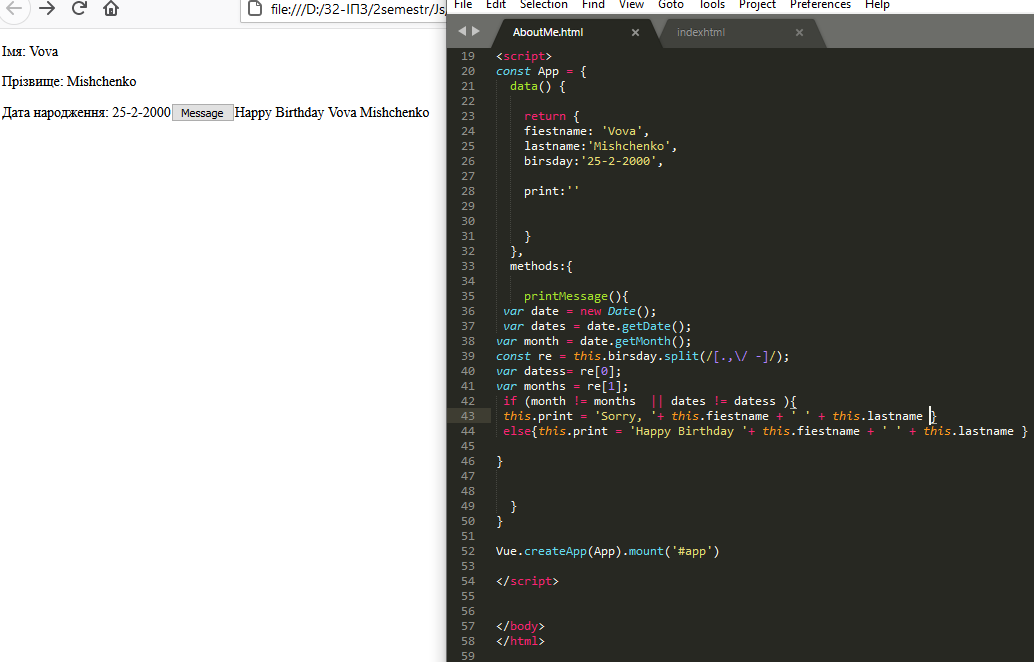 file:///D:/32-ІПЗ/2semestr/Js,
Імя: Vova
Прізвище: Mishchenko
Дата народження: 25-2-2000 Message Happy Birthday Vova Mishchenko
File Edit Selection Find View Goto Tools Project Preferences Help
AboutMe.html × indexhtml ×
19 <script>
20 const App = {
21 data() {
22
23 return {
24 fiestname: 'Vova',
25 lastname:'Mishchenko',
26 birsday:'25-2-2000',
27
28 print:''
29
30
31 }
32 },
33 methods:{
34
35 printMessage(){
36 var date = new Date();
37 var dates = date.getDate();
38 var month = date.getMonth();
39 const re = this.birsday.split(/[.,\/ -]/);
40 var datess= re[0];
41 var months = re[1];
42 if (month != months  || dates != datess ){
43 this.print = 'Sorry, '+ this.fiestname + ' ' + this.lastname }
44 else{this.print = 'Happy Birthday '+ this.fiestname + ' ' + this.lastname }
45
46 }
47
48
49 }
50 }
51
52 Vue.createApp(App).mount('#app')
53
54 </script>
55
56
57 </body>
58 </html>
59